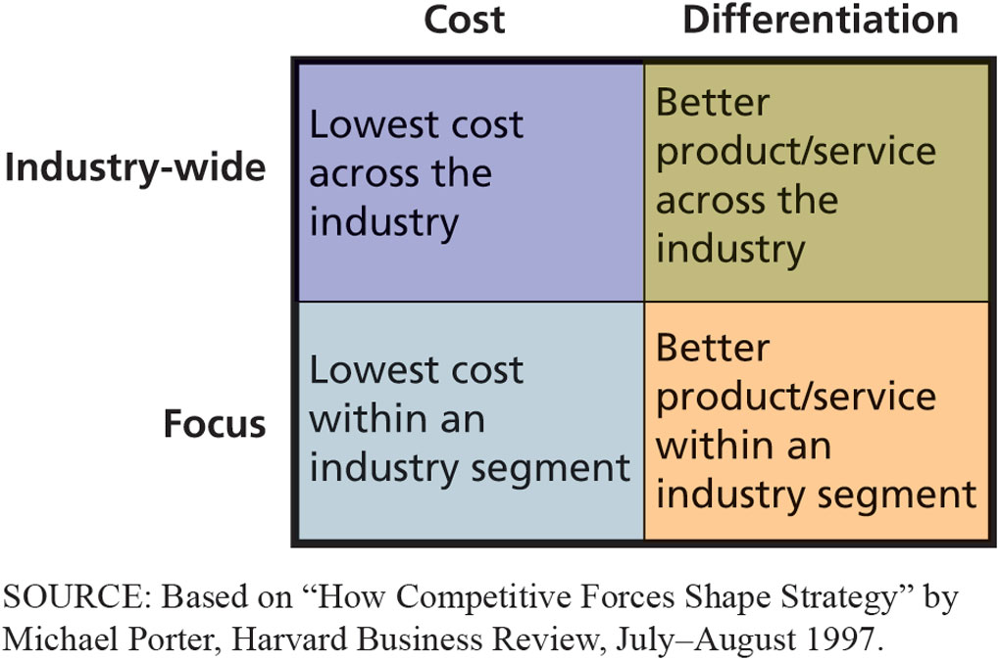 Cost Differentiation
Industry-wide
Lowest cost
across the
industry
Better
product/service
across the
industry
Focus
Lowest cost
within an
industry segment
Better
product/service
within an
industry segment
SOURCE: Based on “How Competitive Forces Shape Strategy” by
Michael Porter, Harvard Business Review, July–August 1997.